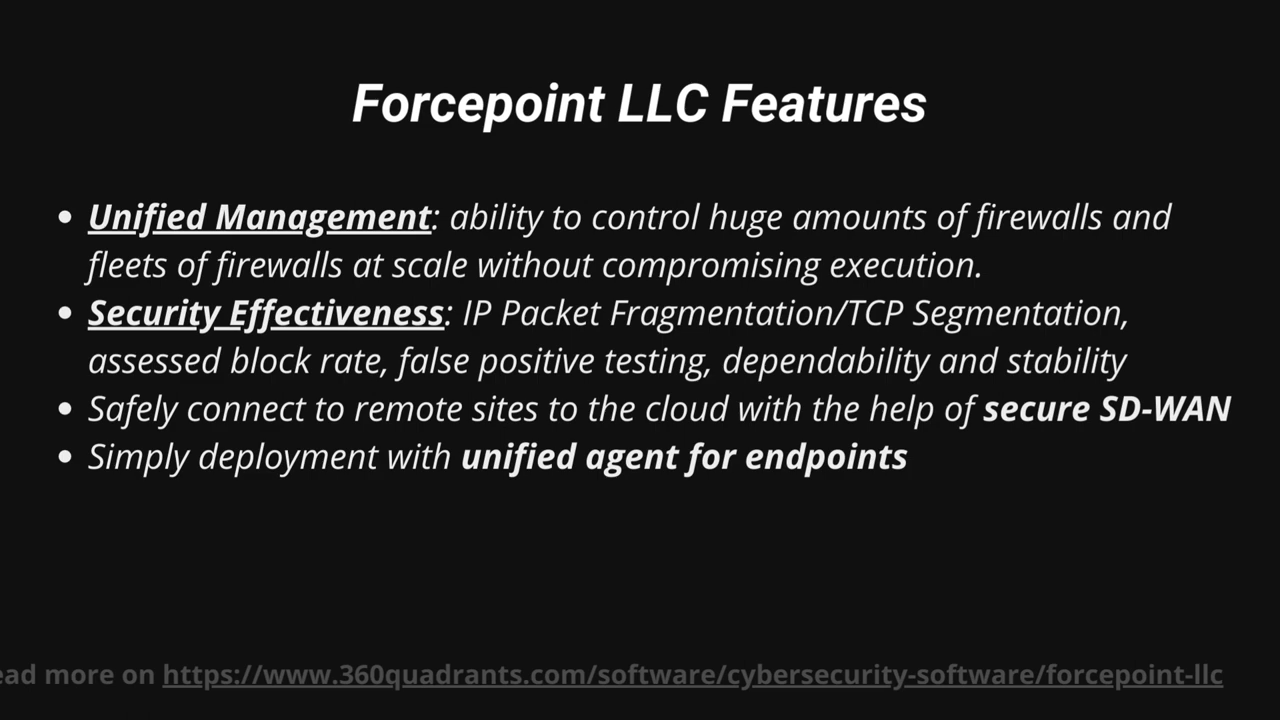 Forcepoint LLC Features
• Unified Management: ability to control huge amounts of firewalls and
fleets of firewalls at scale without compromising execution.
• Security Effectiveness: IP Packet Fragmentation/TCP Segmentation,
assessed block rate, false positive testing, dependability and stability
• Safely connect to remote sites to the cloud with the help of secure SD-WAN
• Simply deployment with unified agent for endpoints
ead more on https://www.360quadrants.com/software/cybersecurity-software/forcepoint-llc